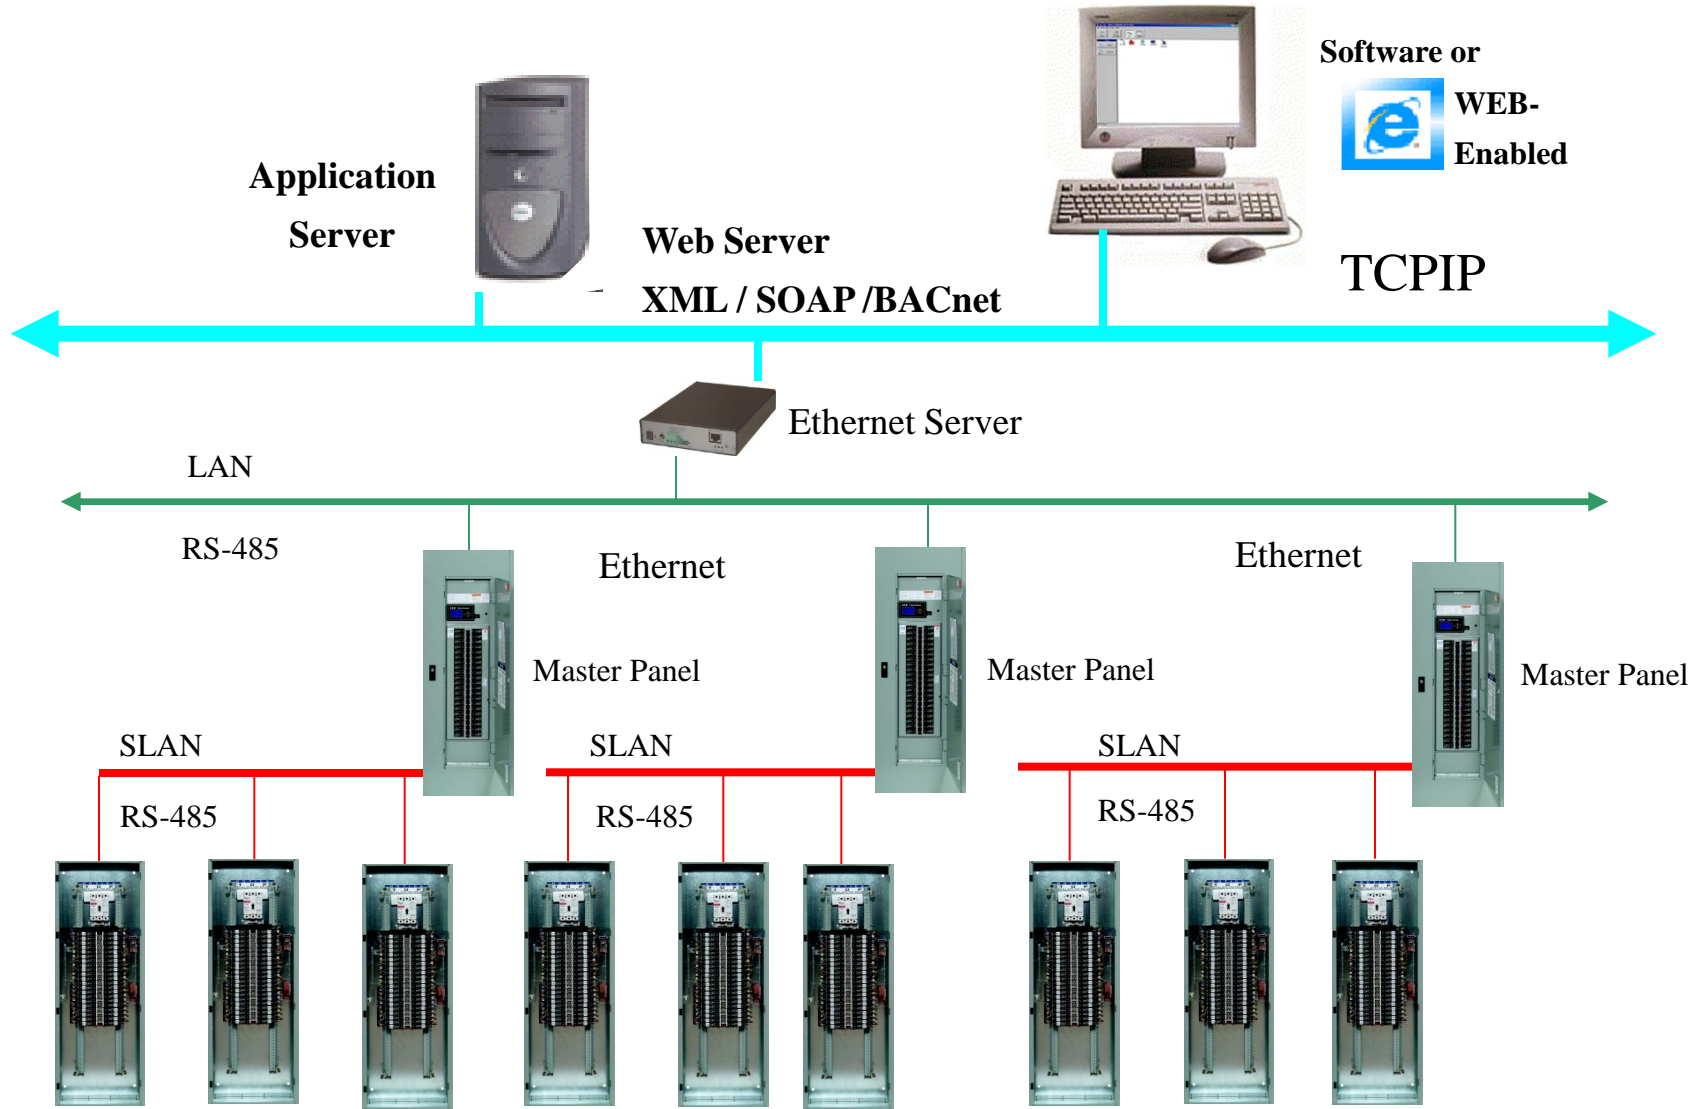 Software or
WEB-
Enabled
Application
Server
Web Server
XML / SOAP /BACnet
TCPIP
Ethernet Server
LAN
RS-485
Ethernet
Ethernet
Master Panel
Master Panel
Master Panel
SLAN
SLAN
SLAN
RS-485
RS-485
RS-485